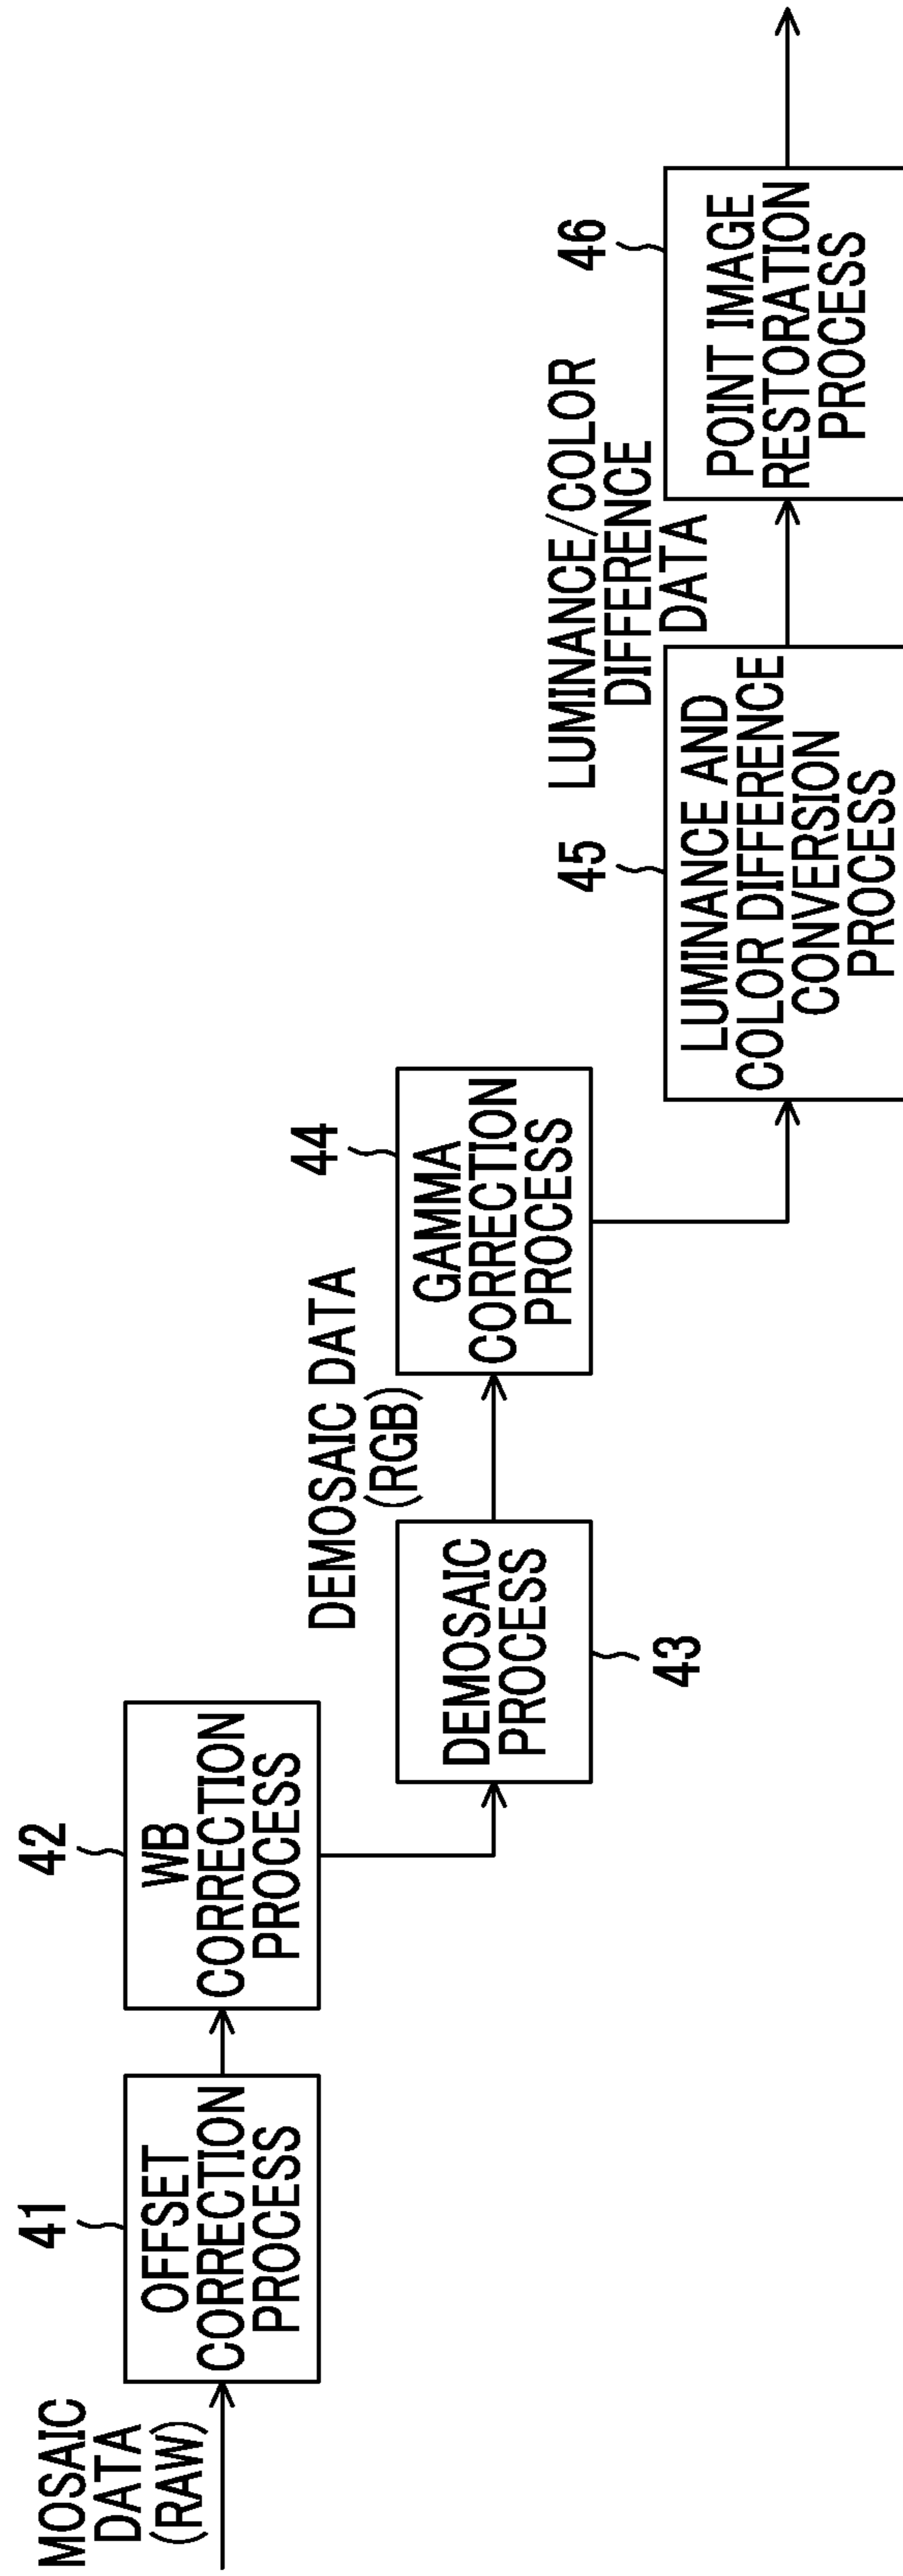 MOSAIC
DATA
(RAW)
41
OFFSET
CORRECTION
PROCESS
42
WB
CORRECTION
PROCESS
43
DEMOSAIC
PROCESS
DEMOSAIC DATA
(RGB)
44
GAMMA
CORRECTION
PROCESS
45
LUMINANCE AND
COLOR DIFFERENCE
CONVERSION
PROCESS
LUMINANCE/COLOR
DIFFERENCE
DATA
46
POINT IMAGE
RESTORATION
PROCESS